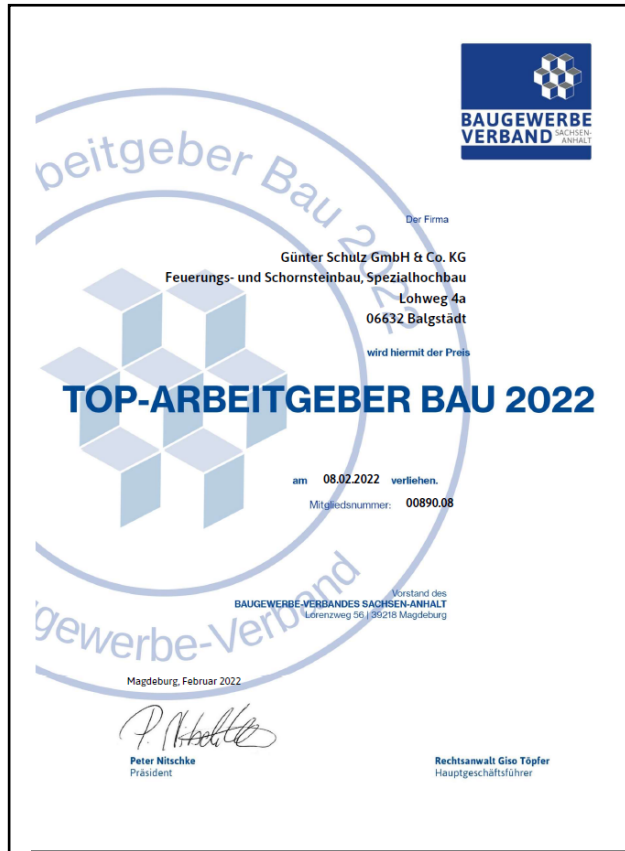 BAUGEWERBE
VERBAND SACHSEN-
ANHALT
beitgeber Bau 2022
Der Firma
Günter Schulz GmbH & Co. KG
Feuerungs- und Schornsteinbau, Spezialhochbau
Lohweg 4a
06632 Balgstädt
wird hiermit der Preis
TOP-ARBEITGEBER BAU 2022
am 08.02.2022 verliehen.
Mitgliedsnummer: 00890.08
Vorstand des
BAUGEWERBE-VERBANDES SACHSEN-ANHALT
Lorenzweg 56 | 39218 Magdeburg
gewerbe-Verband
Magdeburg, Februar 2022
P. Nitschke
Peter Nitschke
Präsident
Rechtsanwalt Giso Töpfer
Hauptgeschäftsführer